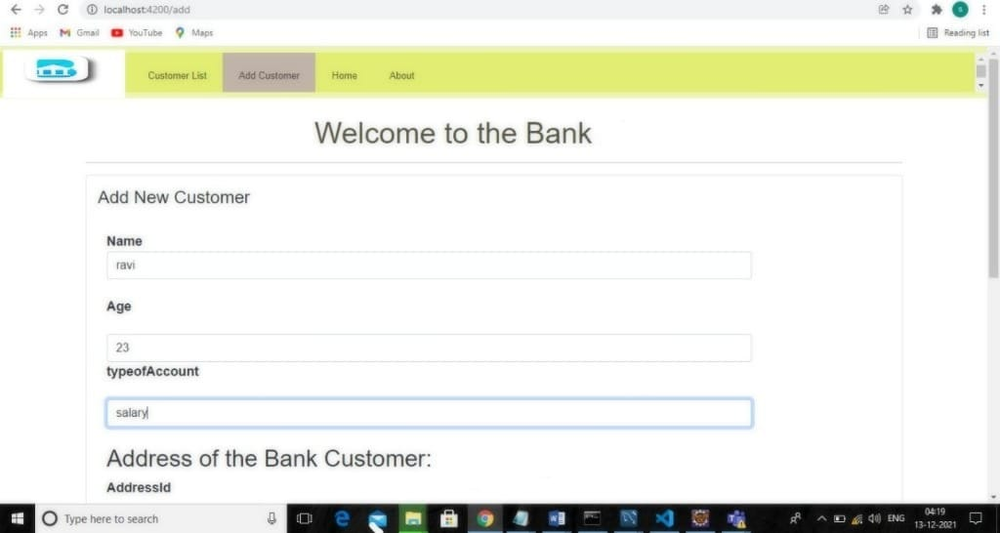 localhost:4200/add
Apps Gmail YouTube Maps Reading list
Customer List Add Customer Home About
Welcome to the Bank
Add New Customer
Name
ravi
Age
23
typeofAccount
salary
Address of the Bank Customer:
AddressId
Type here to search
ENG
04:19
13-12-2021